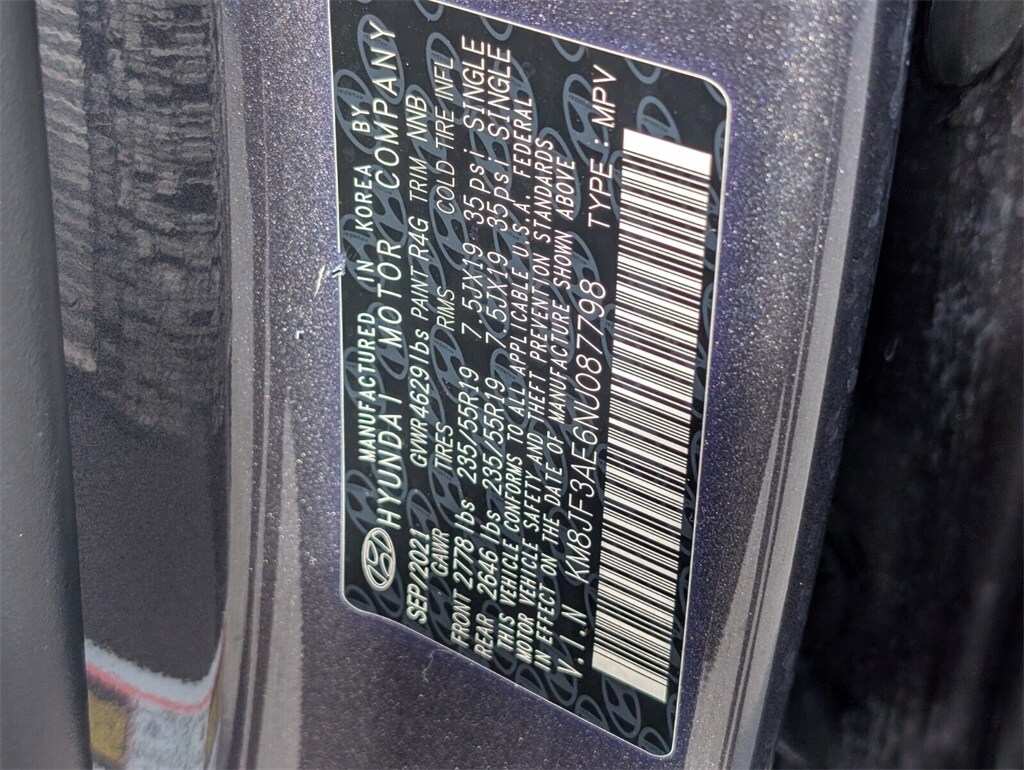 MANUFACTURED IN KOREA BY
HYUNDAI MOTOR COMPANY
SEP/2021 GVWR 4629 lbs PAINT R4G TRIM NNB
GAWR TIRES RMS COLD TIRE INFL
FRONT 2778 lbs 235/55R19 7.5JX19 35psi SINGLE
REAR 2646 lbs 235/55R19 7.5JX19 35psi SINGLE
THIS VEHICLE CONFORMS TO ALL APPLICABLE U.S.A. FEDERAL
MOTOR VEHICLE SAFETY AND THEFT PREVENTION STANDARDS
IN EFFECT ON THE DATE OF MANUFACTURE SHOWN ABOVE
V.I.N KM8JF3AE6NU087798 TYPE : MPV